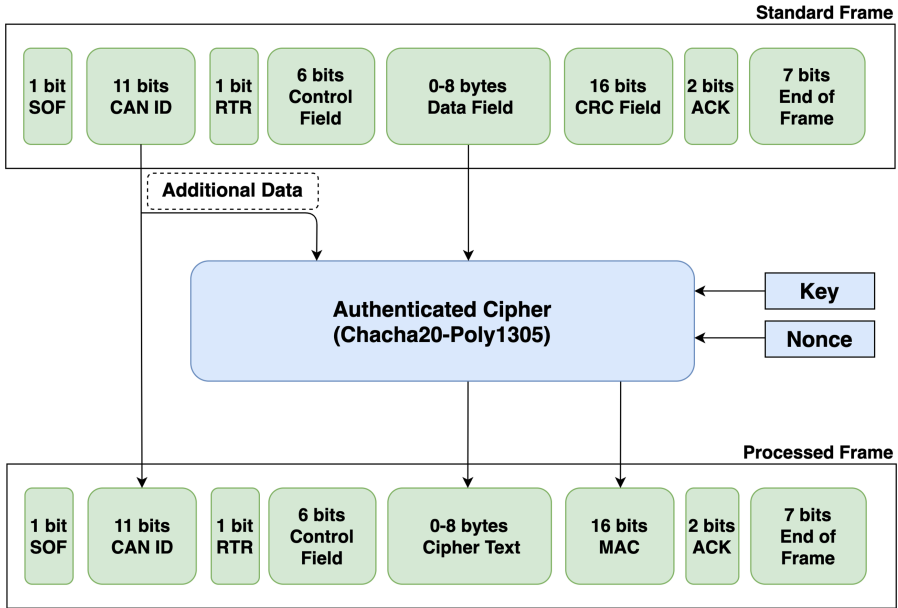 Standard Frame
1 bit
SOF
11 bits
CAN ID
1 bit
RTR
6 bits
Control
Field
0-8 bytes
Data Field
16 bits
CRC Field
2 bits
ACK
7 bits
End of
Frame
Additional Data
Authenticated Cipher
(Chacha20-Poly1305)
Key
Nonce
Processed Frame
1 bit
SOF
11 bits
CAN ID
1 bit
RTR
6 bits
Control
Field
0-8 bytes
Cipher Text
16 bits
MAC
2 bits
ACK
7 bits
End of
Frame